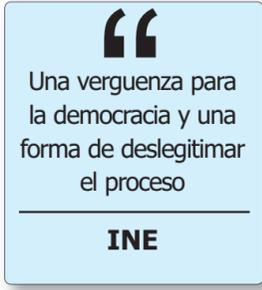 “
Una verguenza para
la democracia y una
forma de deslegitimar
el proceso
INE